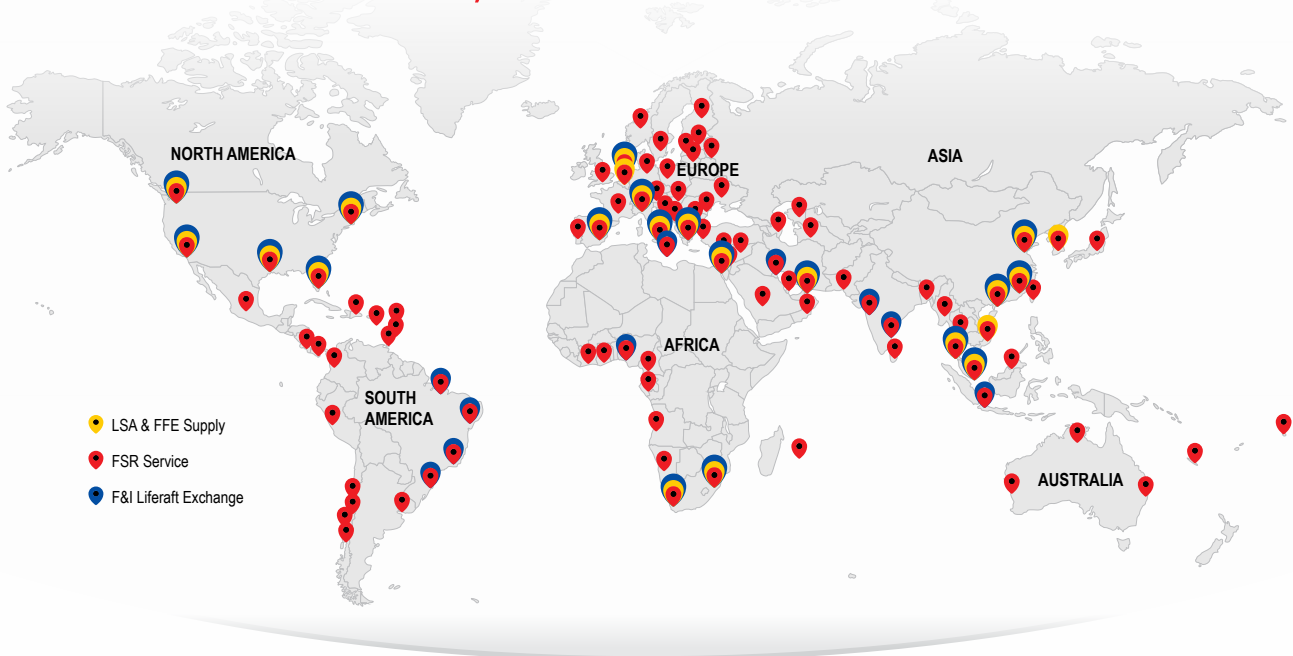 NORTH AMERICA
EUROPE
ASIA
AFRICA
SOUTH
AMERICA
AUSTRALIA
LSA & FFE Supply
FSR Service
F&I Liferaft Exchange